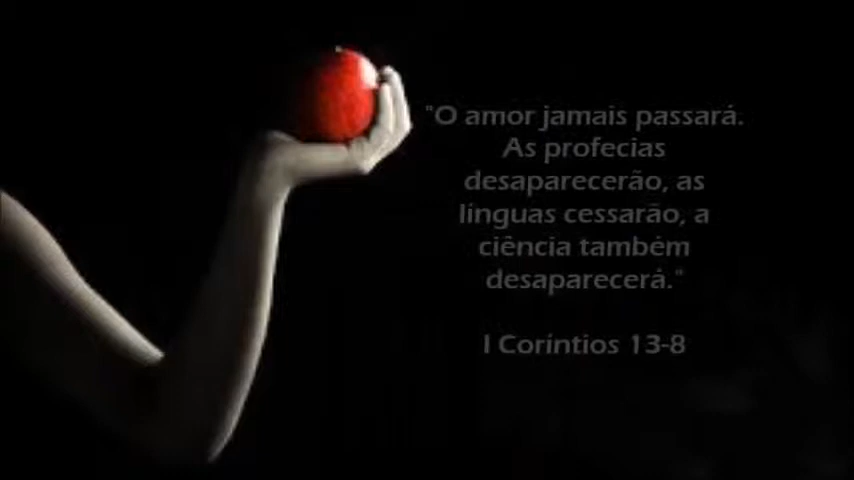 "O amor jamais passará.
As profecias
desaparecerão, as
línguas cessarão, a
ciência também
desaparecerá."
I Coríntios 13-8